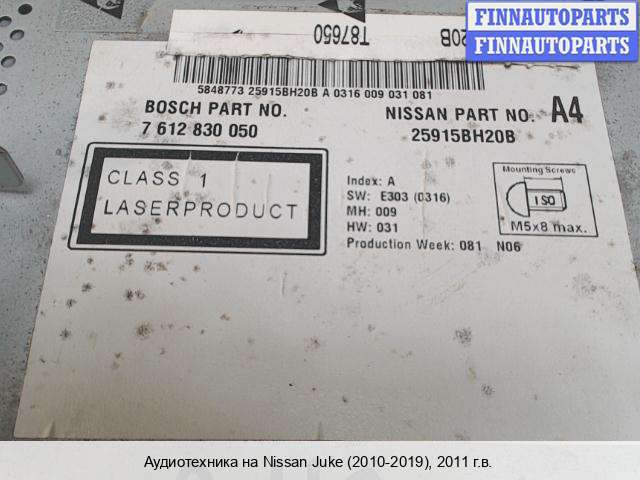 FINNAUTOPARTS
FINNAUTOPARTS
T87650 20B
5848773 25915BH20B A 0316 009 031 081
BOSCH PART NO.
7 612 830 050
NISSAN PART NO. A4
25915BH20B
CLASS 1
LASERPRODUCT
Index: A
SW: E303 (0316)
MH: 009
HW: 031
Production Week: 081 N06
Mounting Screws
ISO
M5x8 max.
Аудиотехника на Nissan Juke (2010-2019), 2011 г.в.